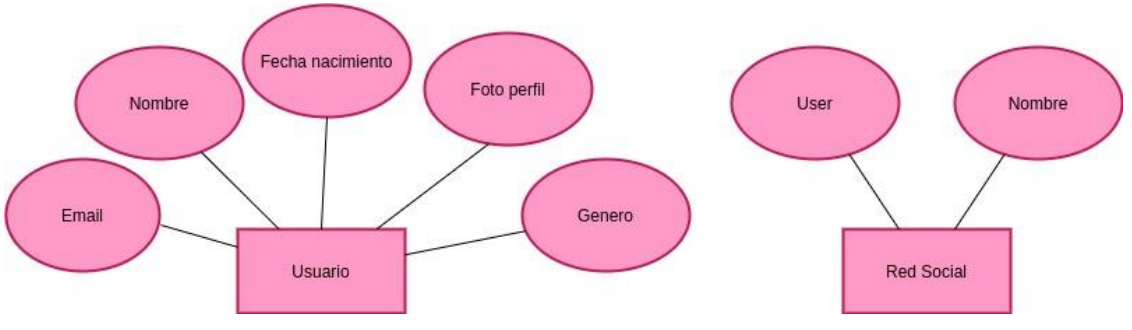 Fecha nacimiento
Nombre
Foto perfil
User
Nombre
Email
Genero
Usuario
Red Social